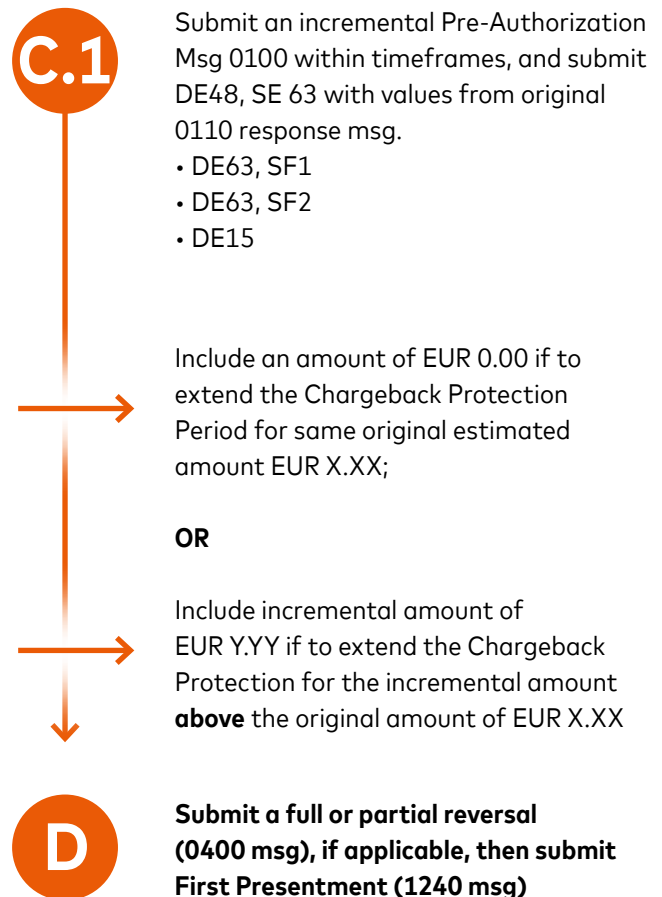 C.1
Submit an incremental Pre-Authorization
Msg 0100 within timeframes, and submit
DE48, SE 63 with values from original
0110 response msg.
• DE63, SF1
• DE63, SF2
• DE15
Include an amount of EUR 0.00 if to
extend the Chargeback Protection
Period for same original estimated
amount EUR X.XX;
OR
Include incremental amount of
EUR Y.YY if to extend the Chargeback
Protection for the incremental amount
above the original amount of EUR X.XX
D
Submit a full or partial reversal
(0400 msg), if applicable, then submit
First Presentment (1240 msg)